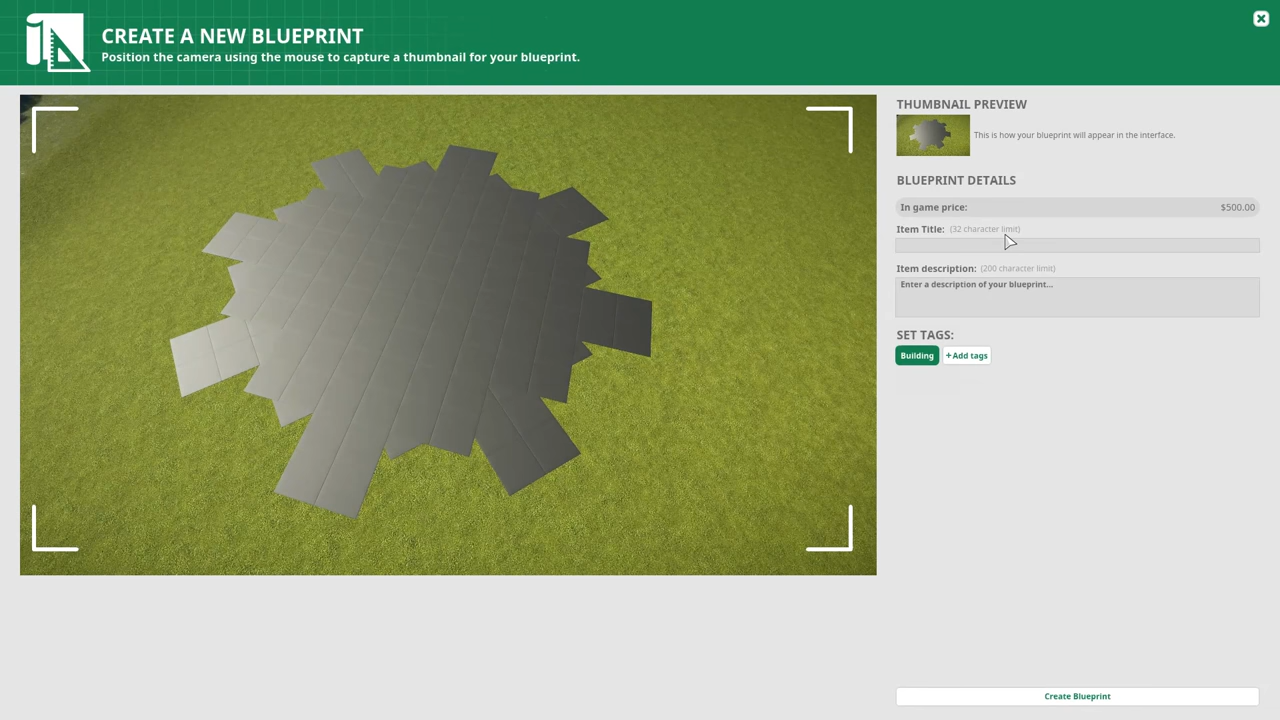 CREATE A NEW BLUEPRINT
Position the camera using the mouse to capture a thumbnail for your blueprint.
THUMBNAIL PREVIEW
This is how your blueprint will appear in the interface.
BLUEPRINT DETAILS
In game price: $500.00
Item Title: (32 character limit)
Item description: (200 character limit)
Enter a description of your blueprint...
SET TAGS:
Building +Add tags
Create Blueprint